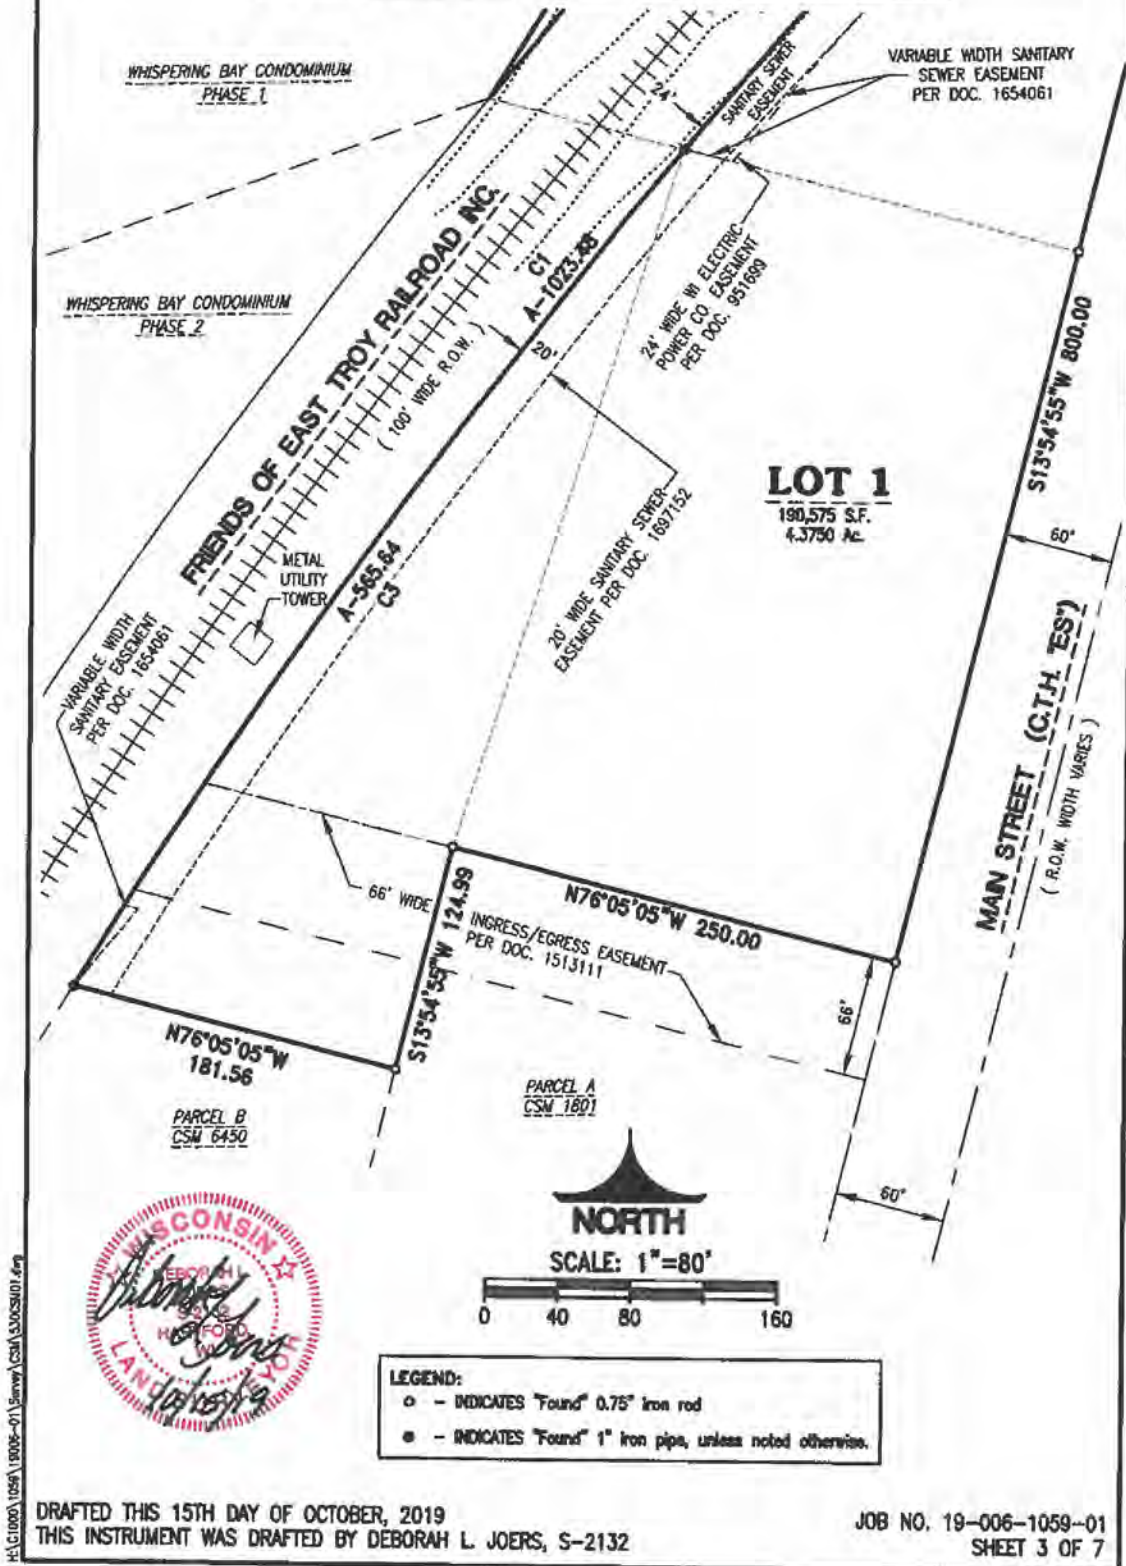 WHISPERING BAY CONDOMINIUM
PHASE 1
VARIABLE WIDTH SANITARY
SEWER EASEMENT
PER DOC. 1654061
24'
SANITARY SEWER
EASEMENT
WHISPERING BAY CONDOMINIUM
PHASE 2
FRIENDS OF EAST TROY RAILROAD INC.
( 100' WIDE R.O.W. )
C1
A-1023.48
20'
24' WIDE WI ELECTRIC
POWER CO. EASEMENT
PER DOC. 951699
S13°54'55"W 800.00
LOT 1
190,575 S.F.
4.3750 Ac.
60'
20' WIDE SANITARY SEWER
EASEMENT PER DOC. 1697152
METAL
UTILITY
TOWER
A-565.64
C3
VARIABLE WIDTH
SANITARY EASEMENT
PER DOC. 1654061
MAIN STREET (C.T.H. "ES")
( R.O.W. WIDTH VARIES )
66' WIDE
INGRESS/EGRESS EASEMENT
PER DOC. 1513111
N76°05'05"W 250.00
S13°54'55"W 124.99
66'
N76°05'05"W
181.56
PARCEL B
CSM 6450
PARCEL A
CSM 1801
60'
NORTH
SCALE: 1"=80'
0 40 80 160
WISCONSIN
DEBORAH L.
S-2132
HARTFORD,
WI
LAND SURVEYOR
LEGEND:
- INDICATES "Found" 0.75" iron rod
- INDICATES "Found" 1" iron pipe, unless noted otherwise.
DRAFTED THIS 15TH DAY OF OCTOBER, 2019
THIS INSTRUMENT WAS DRAFTED BY DEBORAH L. JOERS, S-2132
JOB NO. 19-006-1059-01
SHEET 3 OF 7